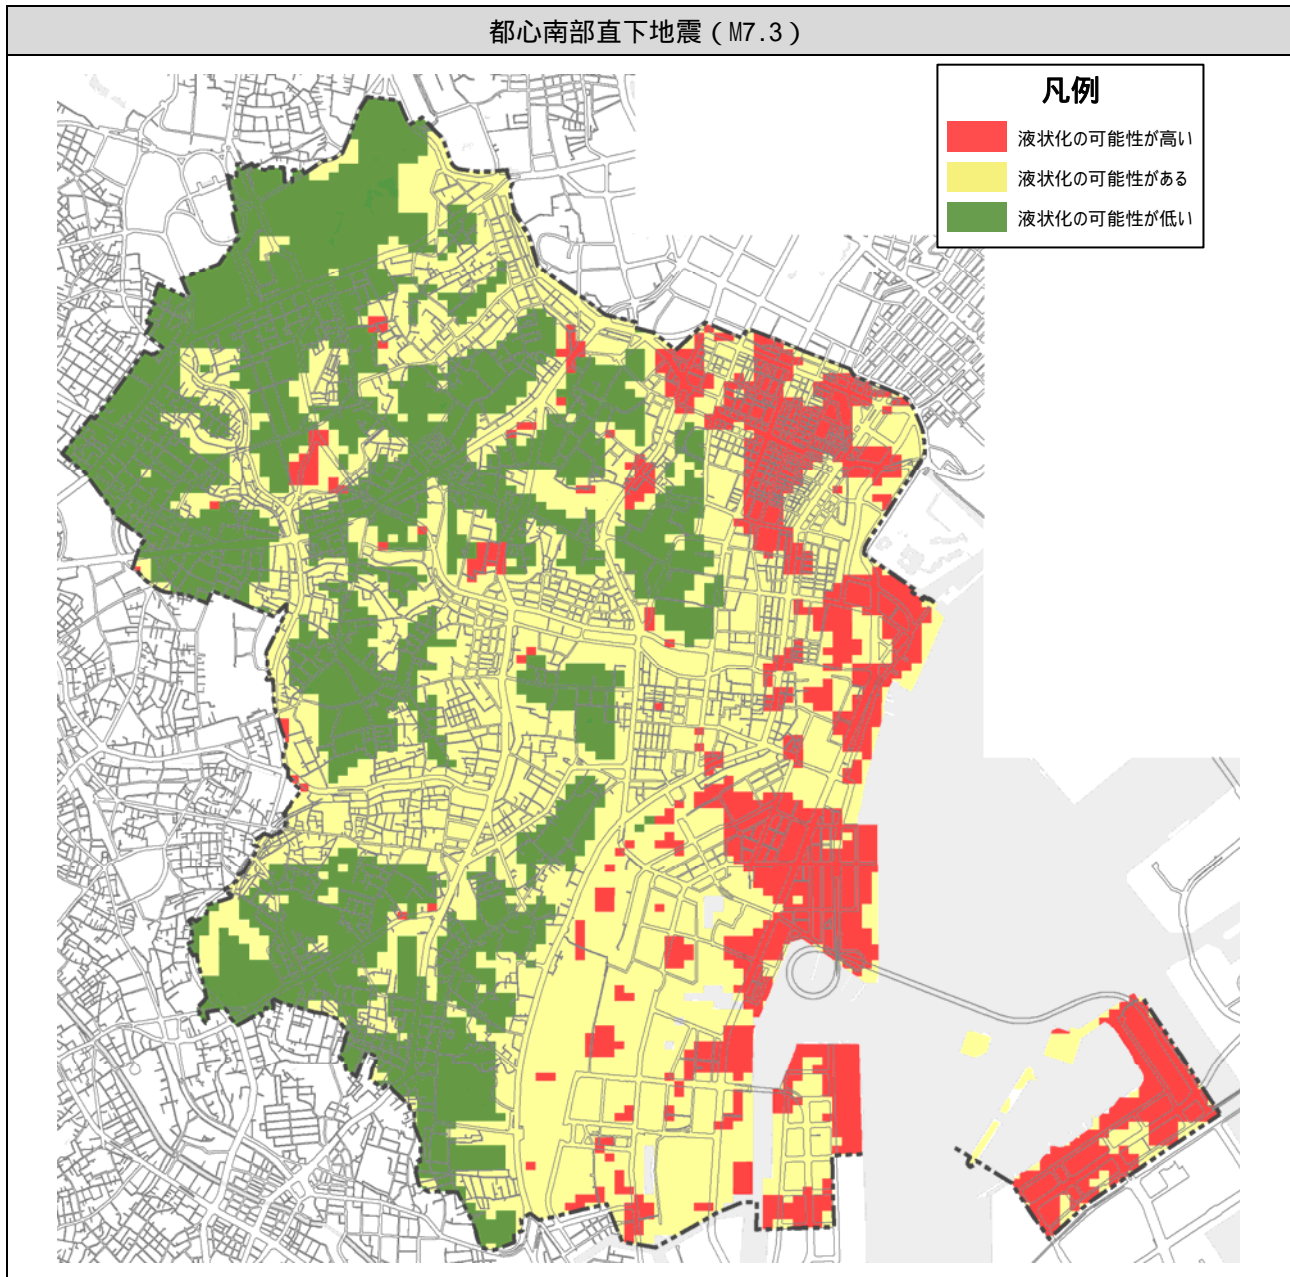 都心南部直下地震（M7.3）
凡例
液状化の可能性が高い
液状化の可能性がある
液状化の可能性が低い